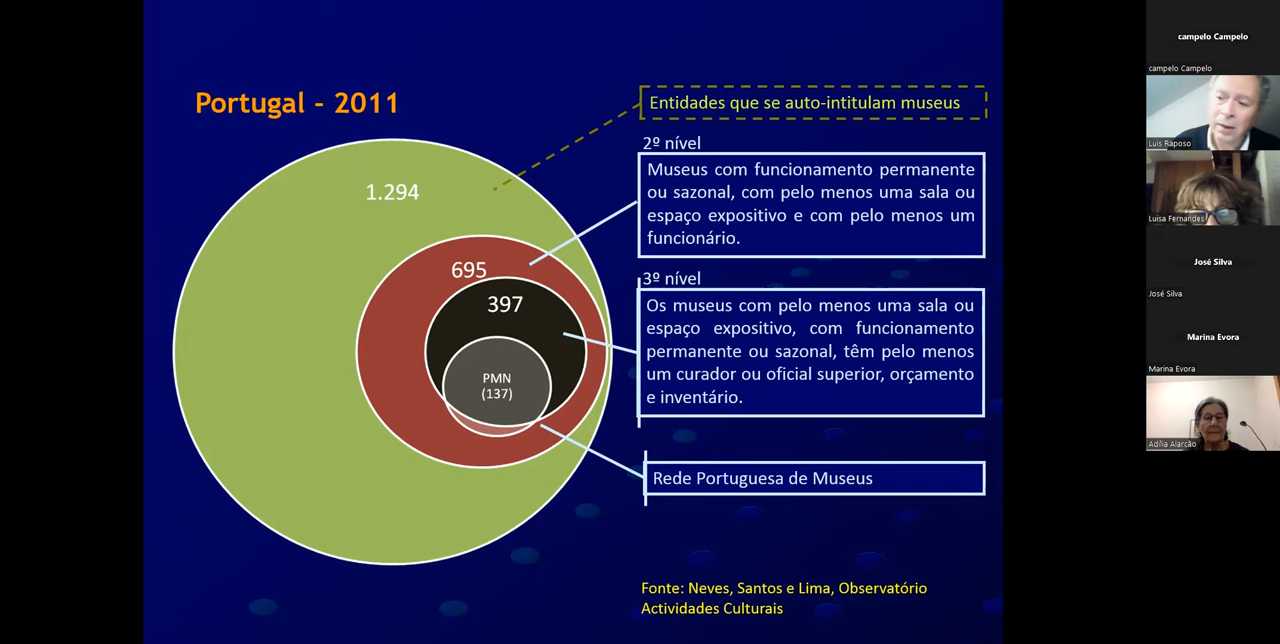 Portugal - 2011
1.294
695
397
PMN
(137)
Entidades que se auto-intitulam museus
2º nível
Museus com funcionamento permanente
ou sazonal, com pelo menos uma sala ou
espaço expositivo e com pelo menos um
funcionário.
3º nível
Os museus com pelo menos uma sala ou
espaço expositivo, com funcionamento
permanente ou sazonal, têm pelo menos
um curador ou oficial superior, orçamento
e inventário.
Rede Portuguesa de Museus
Fonte: Neves, Santos e Lima, Observatório
Actividades Culturais
campelo Campelo
campelo Campelo
Luis Raposo
Luisa Fernandes
José Silva
José Silva
Marina Evora
Marina Evora
Adília Alarcão